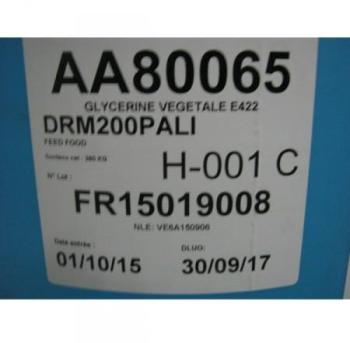 AA80065
GLYCERINE VEGETALE E422
DRM200PALI
FEED FOOD
H-001 C
N° Lot :
FR15019008
NLE: VE6A150906
Date entrée : DLUO:
01/10/15 30/09/17